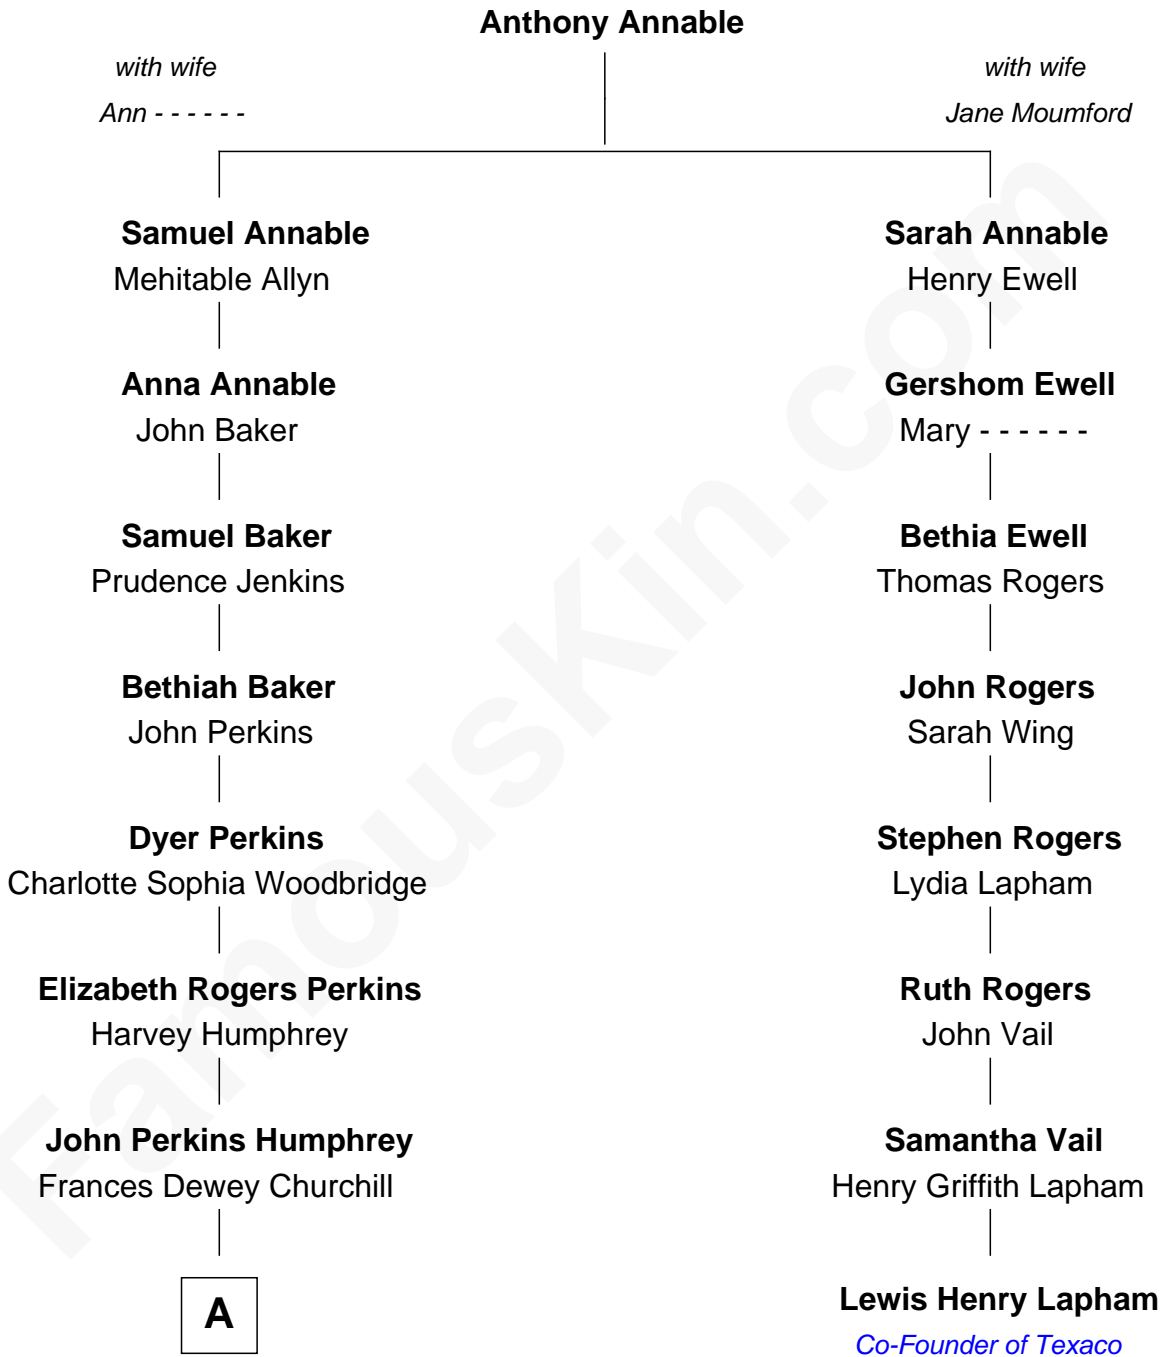 Anthony Annable
with wife
Ann - - - - - -
with wife
Jane Moumford
Samuel Annable
Mehitable Allyn
Sarah Annable
Henry Ewell
Anna Annable
John Baker
Gershom Ewell
Mary - - - - - -
Samuel Baker
Prudence Jenkins
Bethia Ewell
Thomas Rogers
Bethiah Baker
John Perkins
John Rogers
Sarah Wing
Dyer Perkins
Charlotte Sophia Woodbridge
Stephen Rogers
Lydia Lapham
Elizabeth Rogers Perkins
Harvey Humphrey
Ruth Rogers
John Vail
John Perkins Humphrey
Frances Dewey Churchill
Samantha Vail
Henry Griffith Lapham
A
Lewis Henry Lapham
Co-Founder of Texaco
FamousKin.com